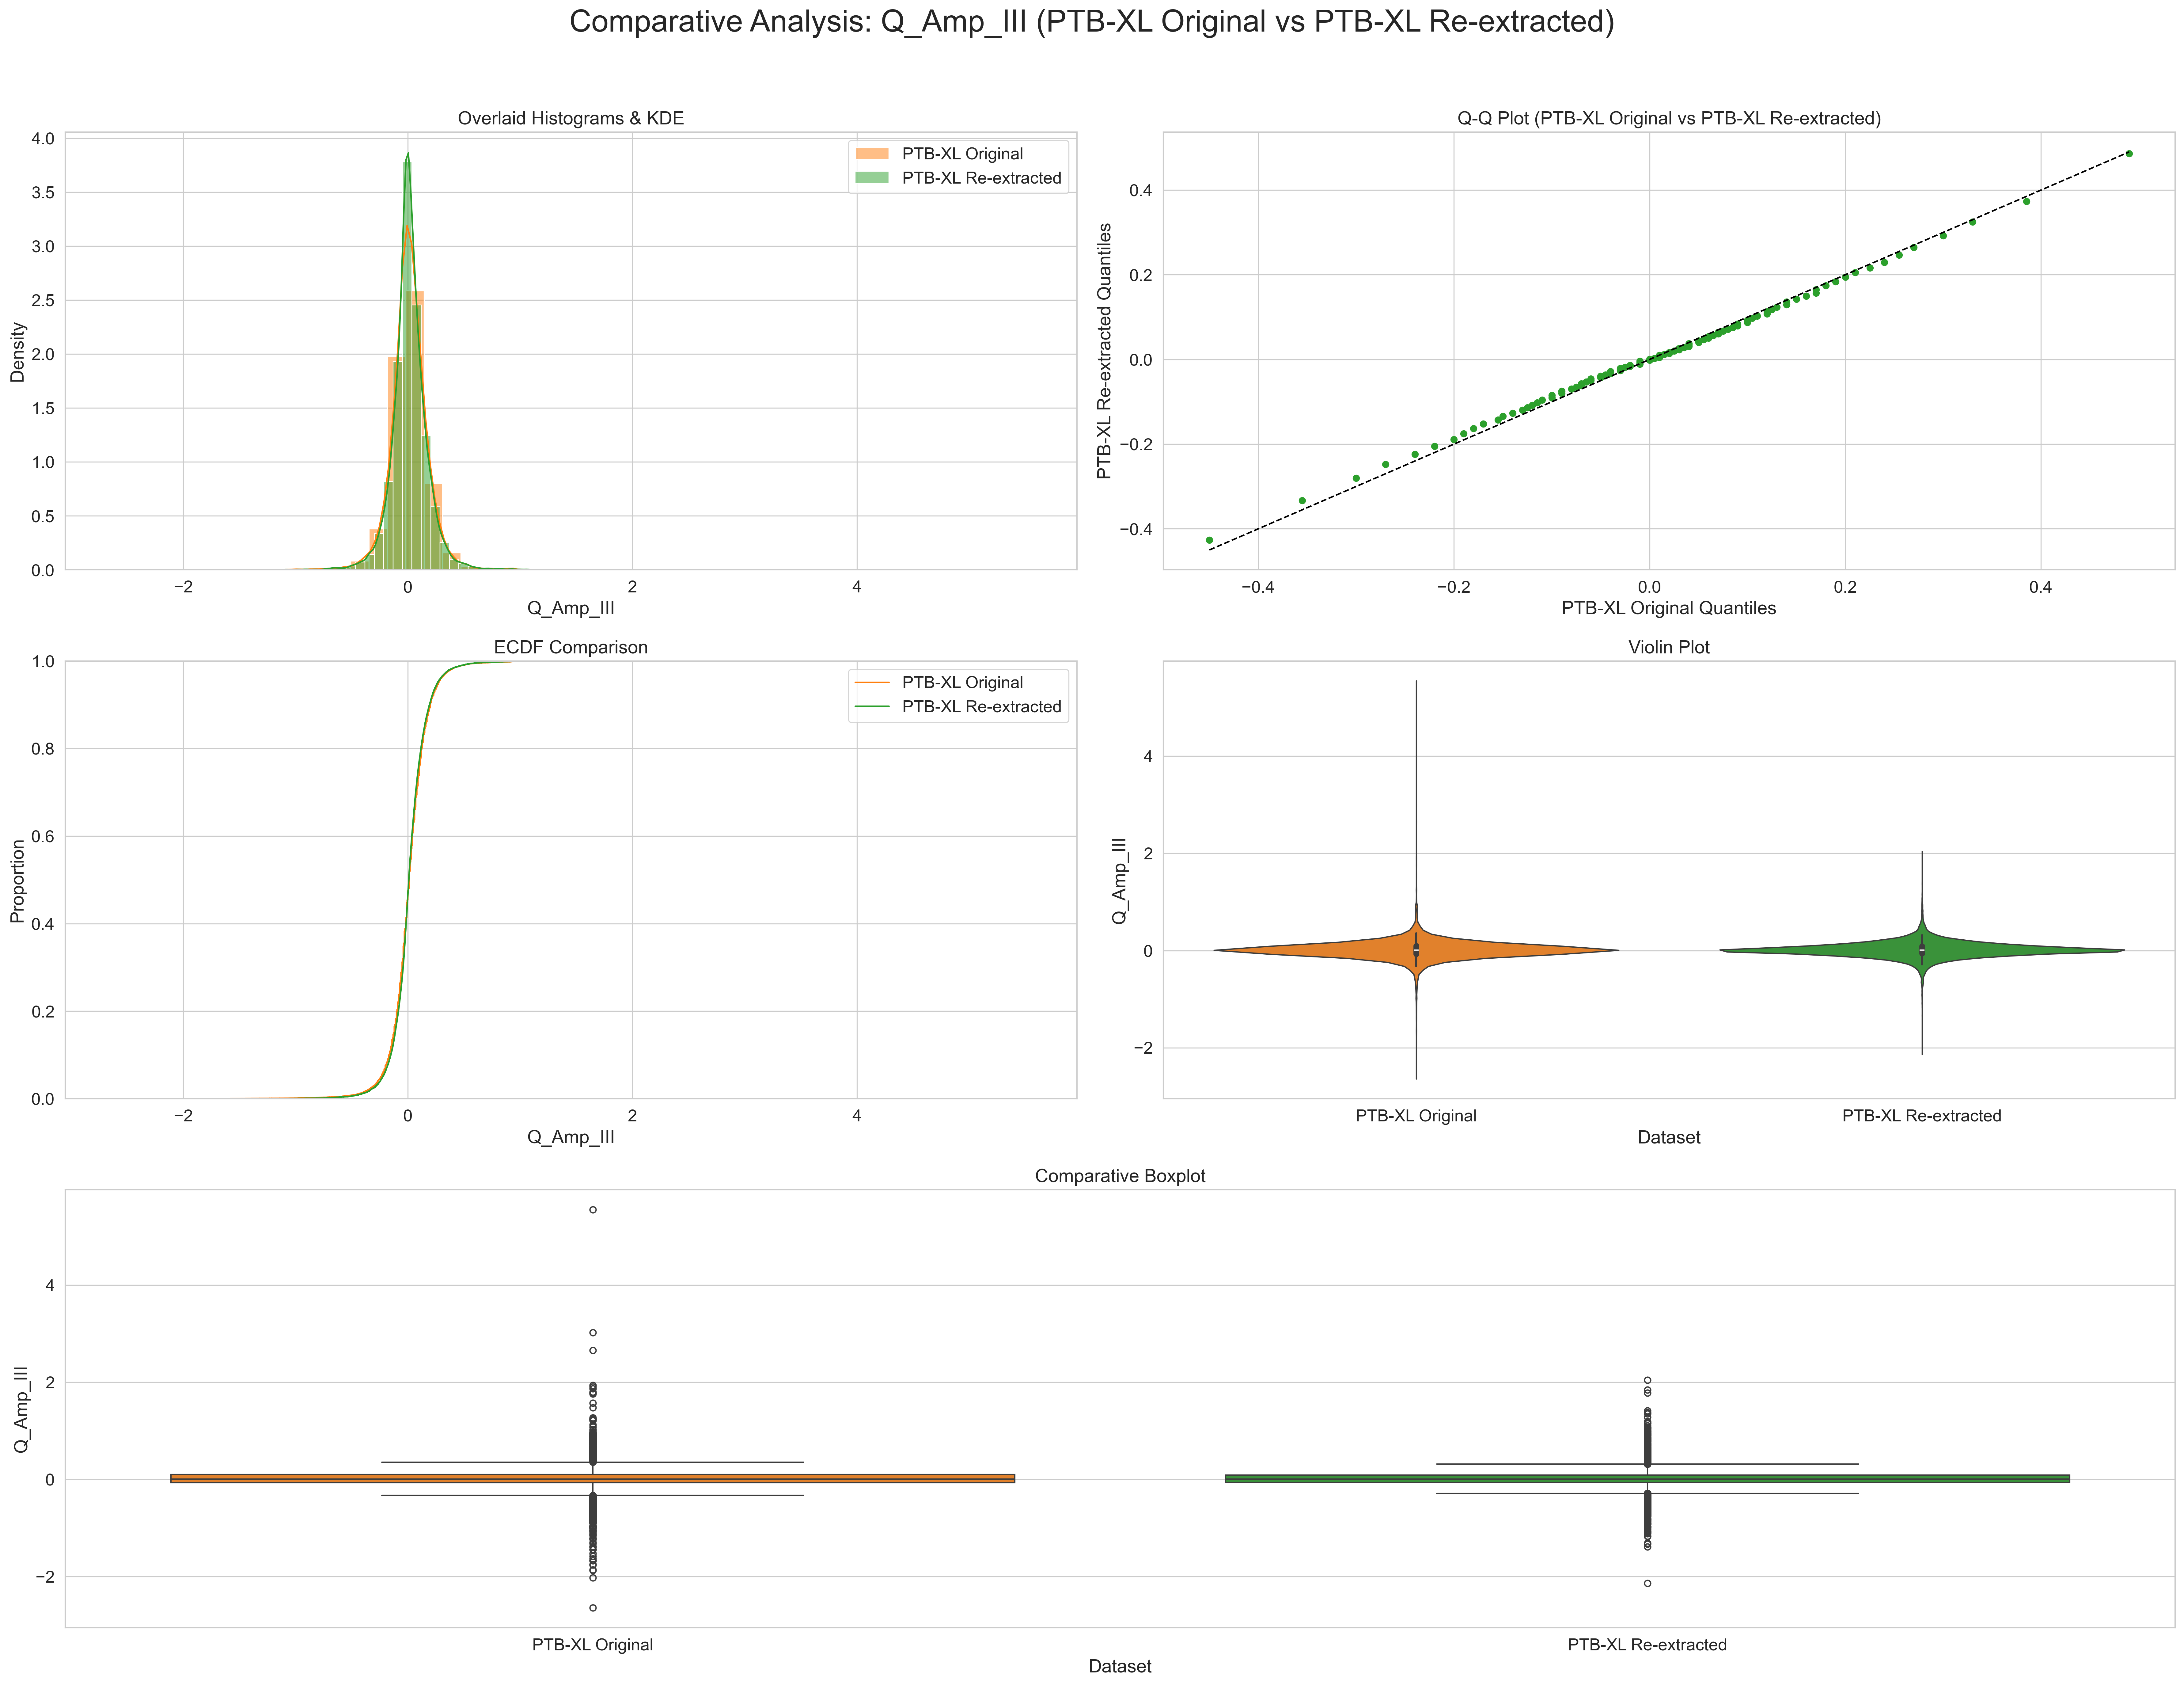 Comparative Analysis: Q_Amp_III (PTB-XL Original vs PTB-XL Re-extracted)
Overlaid Histograms & KDE
4.0
3.5
3.0
2.5
2.0
1.5
1.0
0.5
0.0
Density
−2
0
2
4
Q_Amp_III
PTB-XL Original
PTB-XL Re-extracted
Q-Q Plot (PTB-XL Original vs PTB-XL Re-extracted)
0.4
0.2
0.0
−0.2
−0.4
PTB-XL Re-extracted Quantiles
−0.4
−0.2
0.0
0.2
0.4
PTB-XL Original Quantiles
ECDF Comparison
1.0
0.8
0.6
0.4
0.2
0.0
Proportion
−2
0
2
4
Q_Amp_III
PTB-XL Original
PTB-XL Re-extracted
Violin Plot
4
2
0
−2
Q_Amp_III
PTB-XL Original
PTB-XL Re-extracted
Dataset
Comparative Boxplot
4
2
0
−2
Q_Amp_III
PTB-XL Original
PTB-XL Re-extracted
Dataset